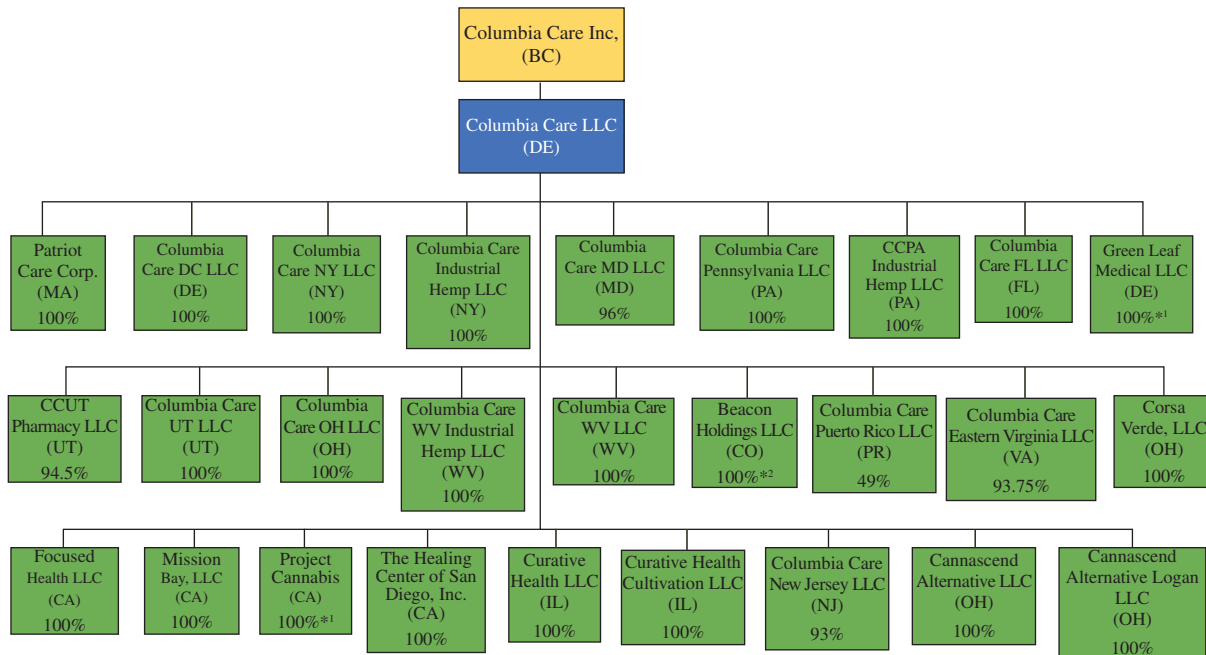 Columbia Care Inc,
(BC)
Columbia Care LLC
(DE)
Patriot
Care Corp.
(MA)
100%
Columbia
Care DC LLC
(DE)
100%
Columbia
Care NY LLC
(NY)
100%
Columbia Care
Industrial
Hemp LLC
(NY)
100%
Columbia
Care MD LLC
(MD)
96%
Columbia Care
Pennsylvania LLC
(PA)
100%
CCPA
Industrial
Hemp LLC
(PA)
100%
Columbia
Care FL LLC
(FL)
100%
Green Leaf
Medical LLC
(DE)
100%*1
CCUT
Pharmacy LLC
(UT)
94.5%
Columbia Care
UT LLC
(UT)
100%
Columbia
Care OH LLC
(OH)
100%
Columbia Care
WV Industrial
Hemp LLC
(WV)
100%
Columbia Care
WV LLC
(WV)
100%
Beacon
Holdings LLC
(CO)
100%*2
Columbia Care
Puerto Rico LLC
(PR)
49%
Columbia Care
Eastern Virginia LLC
(VA)
93.75%
Corsa
Verde, LLC
(OH)
100%
Focused
Health LLC
(CA)
100%
Mission
Bay, LLC
(CA)
100%
Project
Cannabis
(CA)
100%*1
The Healing
Center of San
Diego, Inc.
(CA)
100%
Curative
Health LLC
(IL)
100%
Curative Health
Cultivation LLC
(IL)
100%
Columbia Care
New Jersey LLC
(NJ)
93%
Cannascend
Alternative LLC
(OH)
100%
Cannascend
Alternative Logan
LLC
(OH)
100%